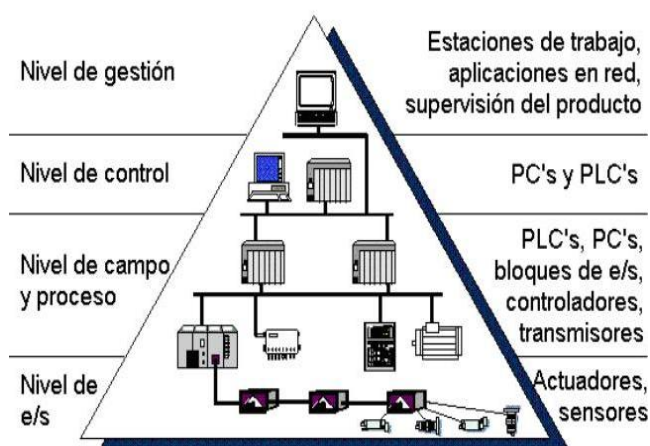 Nivel de gestión
Estaciones de trabajo,
aplicaciones en red,
supervisión del producto
Nivel de control
PC's y PLC's
Nivel de campo
y proceso
PLC's, PC's,
bloques de e/s,
controladores,
transmisores
Nivel de
e/s
Actuadores,
sensores